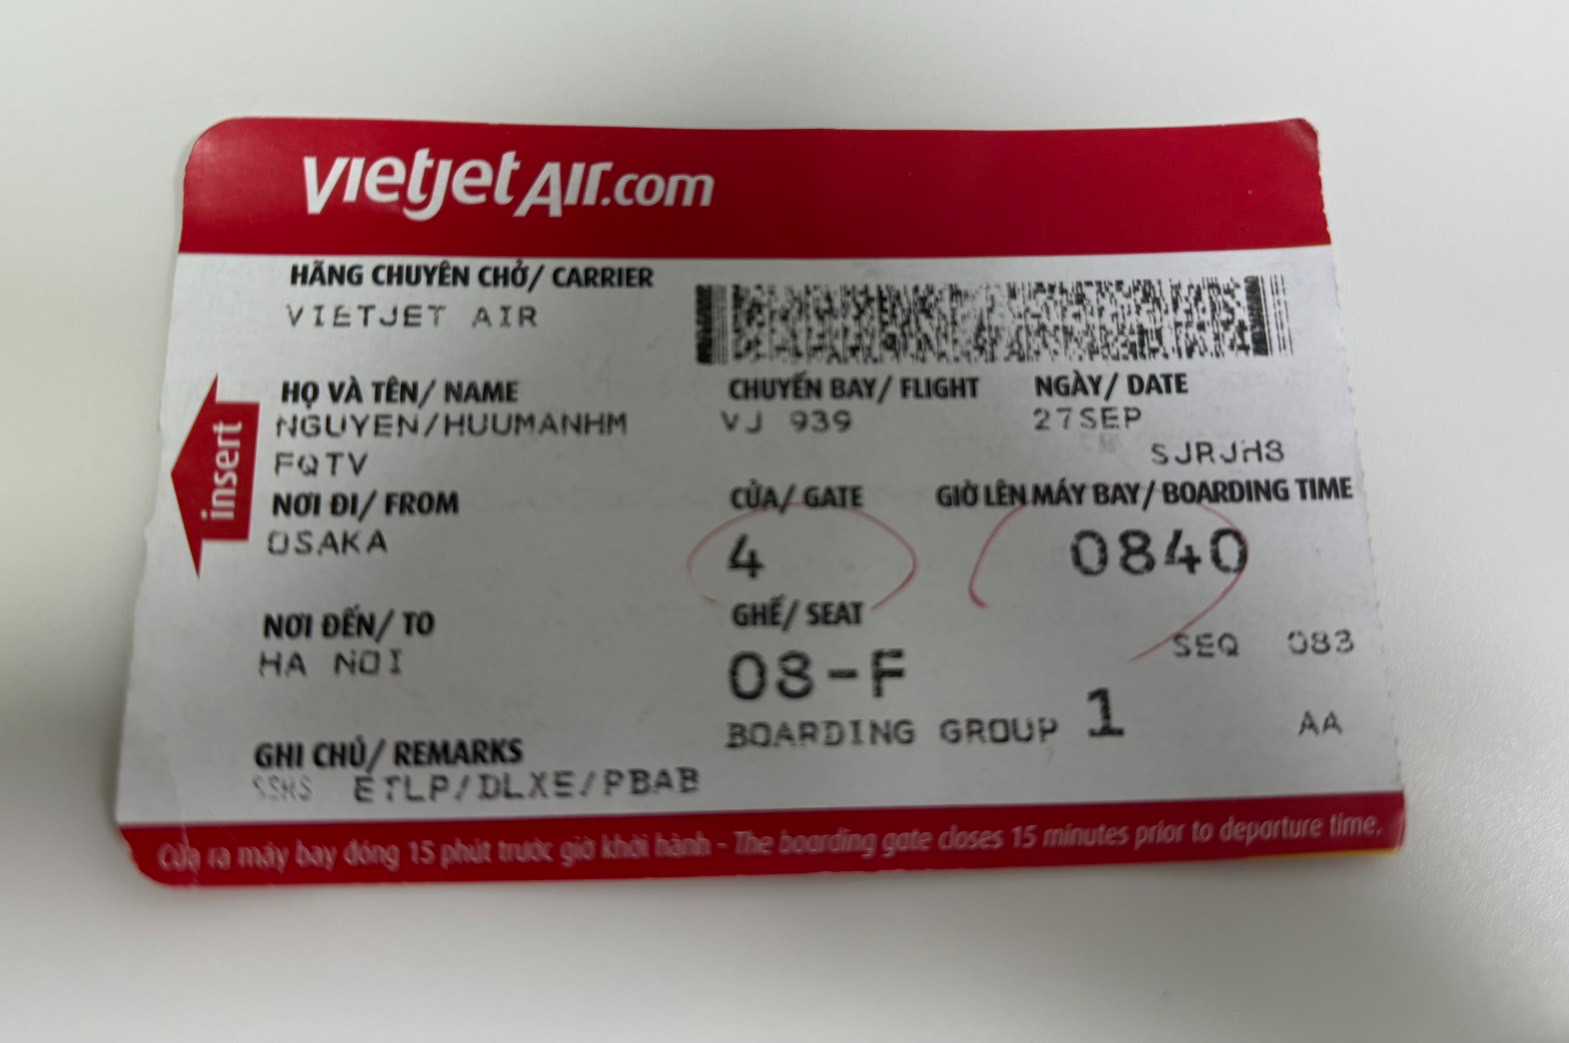 vietjetAir.com
HÃNG CHUYÊN CHỞ/ CARRIER
VIETJET AIR
HỌ VÀ TÊN/ NAME
NGUYEN/HUUMANHM
FQTV
CHUYẾN BAY/ FLIGHT
VJ 939
NGÀY/ DATE
27SEP
SJRJHS
insert
NƠI ĐI/ FROM
OSAKA
CỬA/ GATE
4
GIỜ LÊN MÁY BAY/ BOARDING TIME
0840
NƠI ĐẾN/ TO
HA NOI
GHẾ/ SEAT
08-F
SEQ 083
BOARDING GROUP 1
AA
GHI CHÚ/ REMARKS
ETLP/DLXE/PBAB
Cửa ra máy bay đóng 15 phút trước giờ khởi hành - The boarding gate closes 15 minutes prior to departure time.